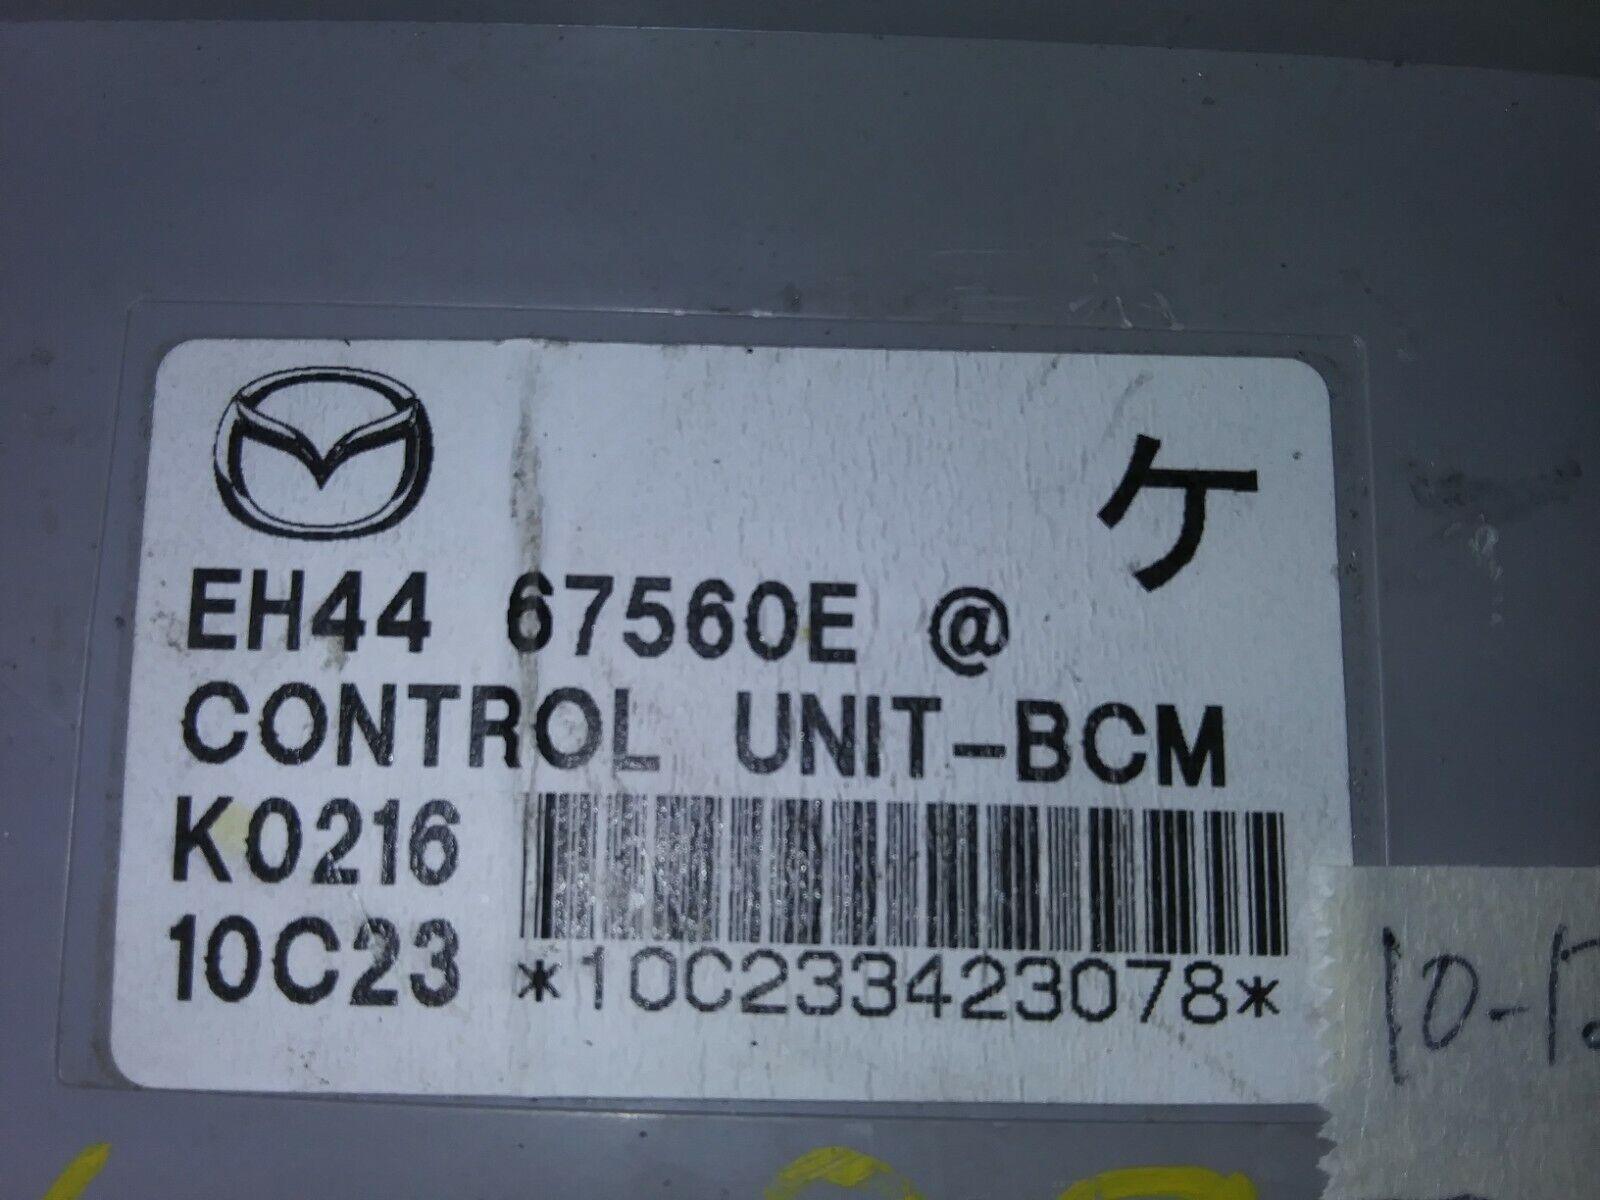 ケ
EH44 67560E @
CONTROL UNIT-BCM
K0216
10C23
*10C233423078*